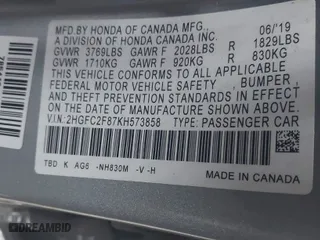 MFD.BY HONDA OF CANADA MFG., 06/19
A DIVISION OF HONDA CANADA INC.
GVWR 3769LBS GAWR F 2028LBS R 1829LBS
GVWR 1710KG GAWR F 920KG R 830KG
THIS VEHICLE CONFORMS TO ALL APPLICABLE
FEDERAL MOTOR VEHICLE SAFETY, BUMPER,
AND THEFT PREVENTION STANDARDS IN EFFECT
ON THE DATE OF MANUFACTURE SHOWN ABOVE.
V.I.N:2HGFC2F87KH573858 TYPE:PASSENGER CAR
TBD K AG6 -NH830M -V-H
MADE IN CANADA
DREAMBID